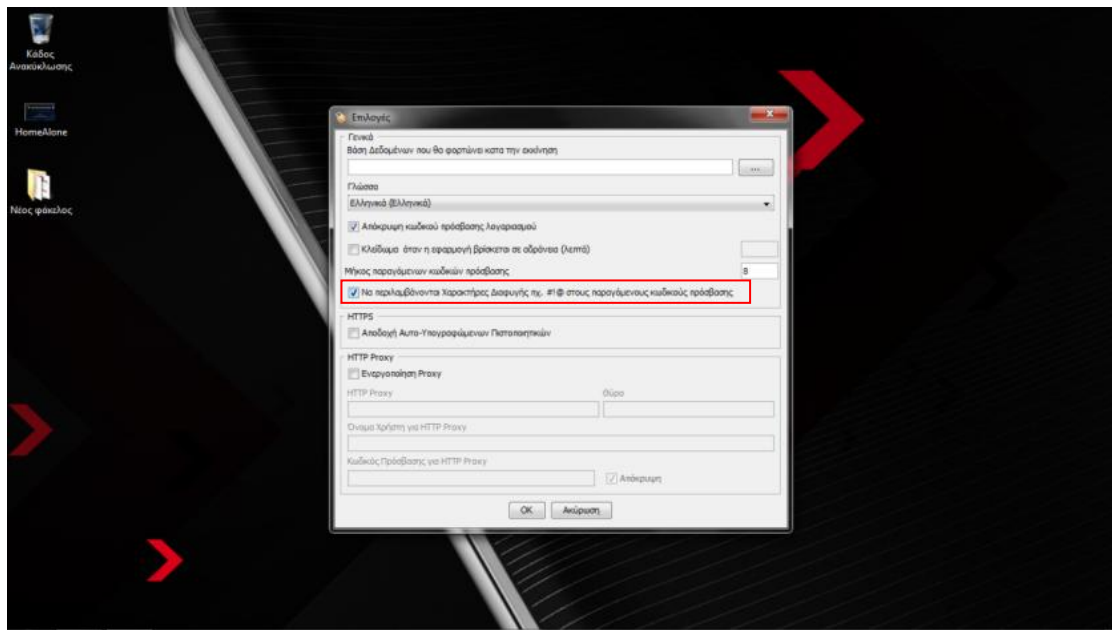 Κάδος
Ανακύκλωσης
HomeAlone
Νέος φάκελος
Επιλογές
Γενικά
Βάση Δεδομένων που θα φορτώνει κατα την εκκίνηση
...
Γλώσσα
Ελληνικά (Ελληνικά)
Απόκρυψη κωδικού πρόσβασης λογαριασμού
Κλείδωμα όταν η εφαρμογή βρίσκεται σε αδράνεια (λεπτά)
Μήκος παραγόμενων κωδικών πρόσβασης
8
Να περιλαμβάνονται Χαρακτήρες Διαφυγής πχ. #!@ στους παραγόμενους κωδικούς πρόσβασης
HTTPS
Αποδοχή Αυτο-Υπογραφώμενων Πιστοποιητικών
HTTP Proxy
Ενεργοποίηση Proxy
HTTP Proxy Θύρα
Όνομα Χρήστη για HTTP Proxy
Κωδικός Πρόσβασης για HTTP Proxy
Απόκρυψη
OK Ακύρωση